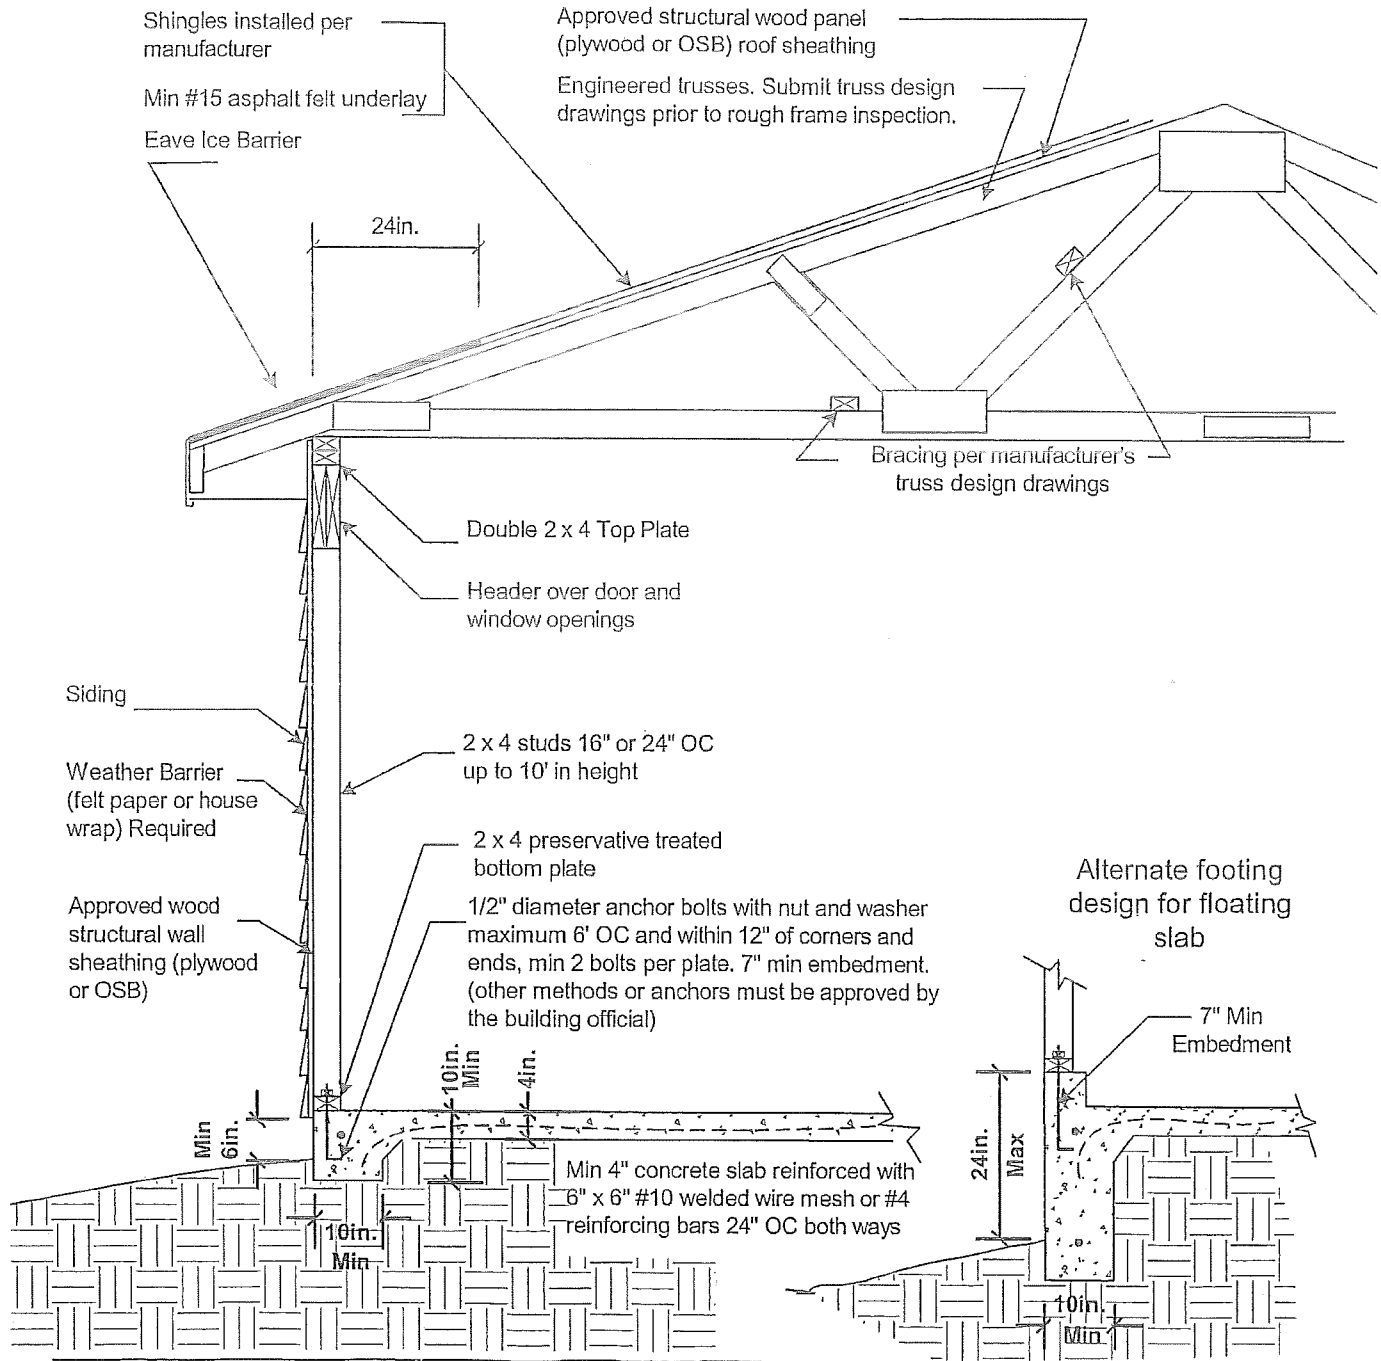 Shingles installed per
manufacturer
Min #15 asphalt felt underlay
Eave Ice Barrier
Approved structural wood panel
(plywood or OSB) roof sheathing
Engineered trusses. Submit truss design
drawings prior to rough frame inspection.
24in.
Bracing per manufacturer's
truss design drawings
Double 2 x 4 Top Plate
Header over door and
window openings
Siding
Weather Barrier
(felt paper or house
wrap) Required
Approved wood
structural wall
sheathing (plywood
or OSB)
2 x 4 studs 16" or 24" OC
up to 10' in height
2 x 4 preservative treated
bottom plate
1/2" diameter anchor bolts with nut and washer
maximum 6' OC and within 12" of corners and
ends, min 2 bolts per plate. 7" min embedment.
(other methods or anchors must be approved by
the building official)
Alternate footing
design for floating
slab
7" Min
Embedment
Min
6in.
10in.
Min
4in.
24in.
Max
Min 4" concrete slab reinforced with
6" x 6" #10 welded wire mesh or #4
reinforcing bars 24" OC both ways
10in.
Min
10in.
Min